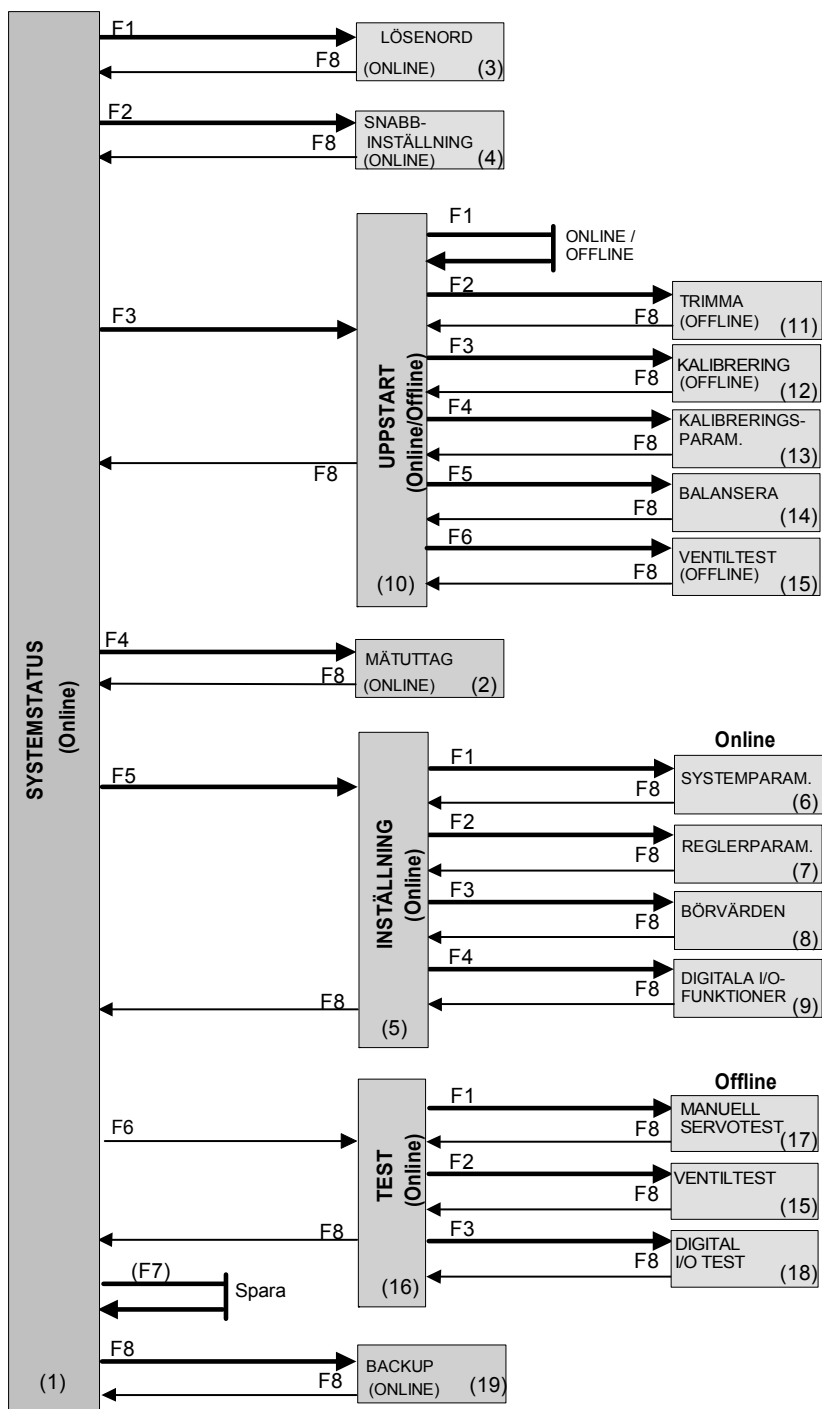 F1
LÖSENORD
F8
(ONLINE) (3)
F2
SNABB-
INSTÄLLNING
F8
(ONLINE) (4)
F1
ONLINE /
OFFLINE
F2
TRIMMA
F8
(OFFLINE) (11)
F3
F3
KALIBRERING
F8
(OFFLINE) (12)
F4
KALIBRERINGS-
F8
PARAM. (13)
UPPSTART
(Online/Offline)
F8
F5
BALANSERA
F8
(14)
F6
VENTILTEST
F8
(OFFLINE) (15)
(10)
F4
MÄTUTTAG
F8
(ONLINE) (2)
SYSTEMSTATUS
(Online)
Online
F1
SYSTEMPARAM.
F8
(6)
F5
F2
REGLERPARAM.
F8
(7)
INSTÄLLNING
(Online)
F3
BÖRVÄRDEN
F8
(8)
F4
DIGITALA I/O-
F8
FUNKTIONER (9)
F8
(5)
Offline
F1
MANUELL
SERVOTEST (17)
F8
F6
F2
VENTILTEST
F8
(15)
TEST
(Online)
F8
F3
DIGITAL
F8
I/O TEST (18)
(16)
(F7)
Spara
F8
BACKUP
F8
(ONLINE) (19)
(1)